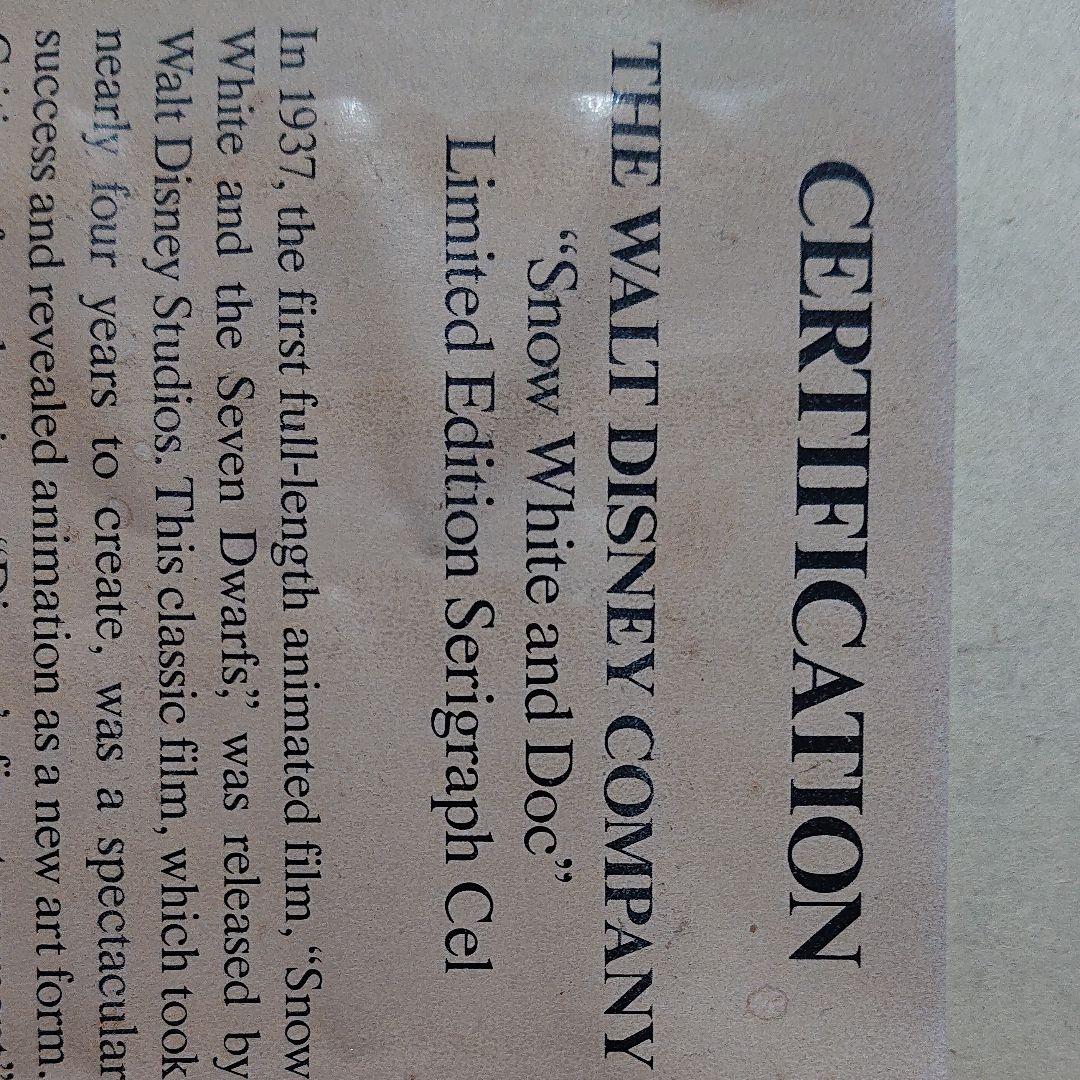 CERTIFICATION
THE WALT DISNEY COMPANY
“Snow White and Doc”
Limited Edition Serigraph Cel
In 1937, the first full-length animated film, “Snow
White and the Seven Dwarfs,” was released by
Walt Disney Studios. This classic film, which took
nearly four years to create, was a spectacular
success and revealed animation as a new art form.